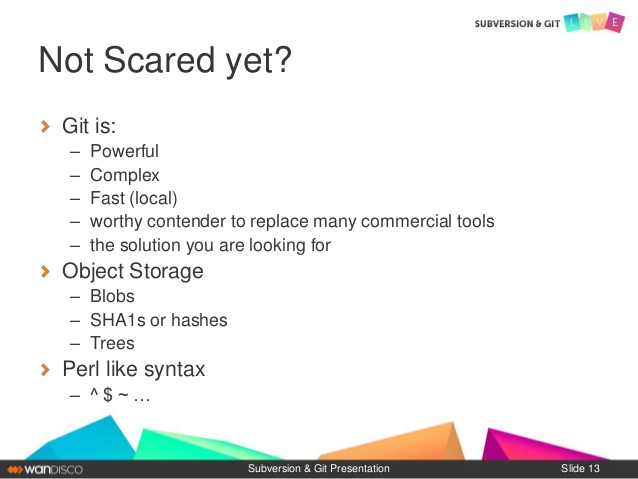 SUBVERSION & GIT LIVE
Not Scared yet?
Git is:
– Powerful
– Complex
– Fast (local)
– worthy contender to replace many commercial tools
– the solution you are looking for
Object Storage
– Blobs
– SHA1s or hashes
– Trees
Perl like syntax
– ^ $ ~ …
WANDISCO
Subversion & Git Presentation
Slide 13